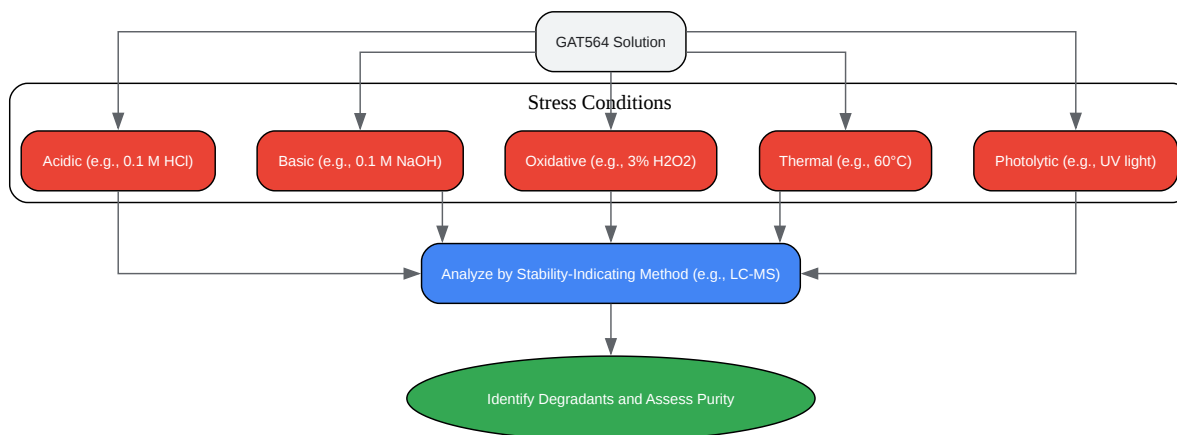 GAT564 Solution
Stress Conditions
Acidic (e.g., 0.1 M HCl)
Basic (e.g., 0.1 M NaOH)
Oxidative (e.g., 3% H2O2)
Thermal (e.g., 60°C)
Photolytic (e.g., UV light)
Analyze by Stability-Indicating Method (e.g., LC-MS)
Identify Degradants and Assess Purity